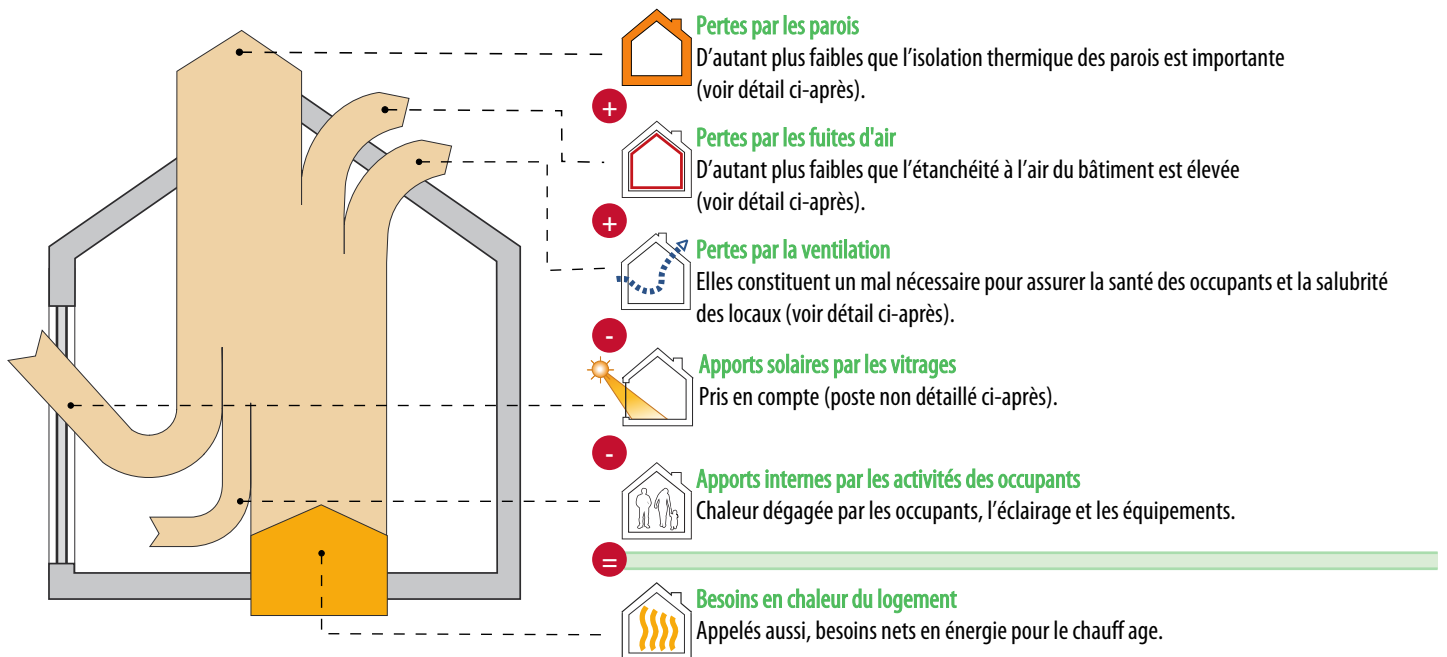 Pertes par les parois
D’autant plus faibles que l’isolation thermique des parois est importante
(voir détail ci-après).
+
Pertes par les fuites d'air
D’autant plus faibles que l’étanchéité à l’air du bâtiment est élevée
(voir détail ci-après).
+
Pertes par la ventilation
Elles constituent un mal nécessaire pour assurer la santé des occupants et la salubrité
des locaux (voir détail ci-après).
-
Apports solaires par les vitrages
Pris en compte (poste non détaillé ci-après).
-
Apports internes par les activités des occupants
Chaleur dégagée par les occupants, l’éclairage et les équipements.
=
Besoins en chaleur du logement
Appelés aussi, besoins nets en énergie pour le chauff age.